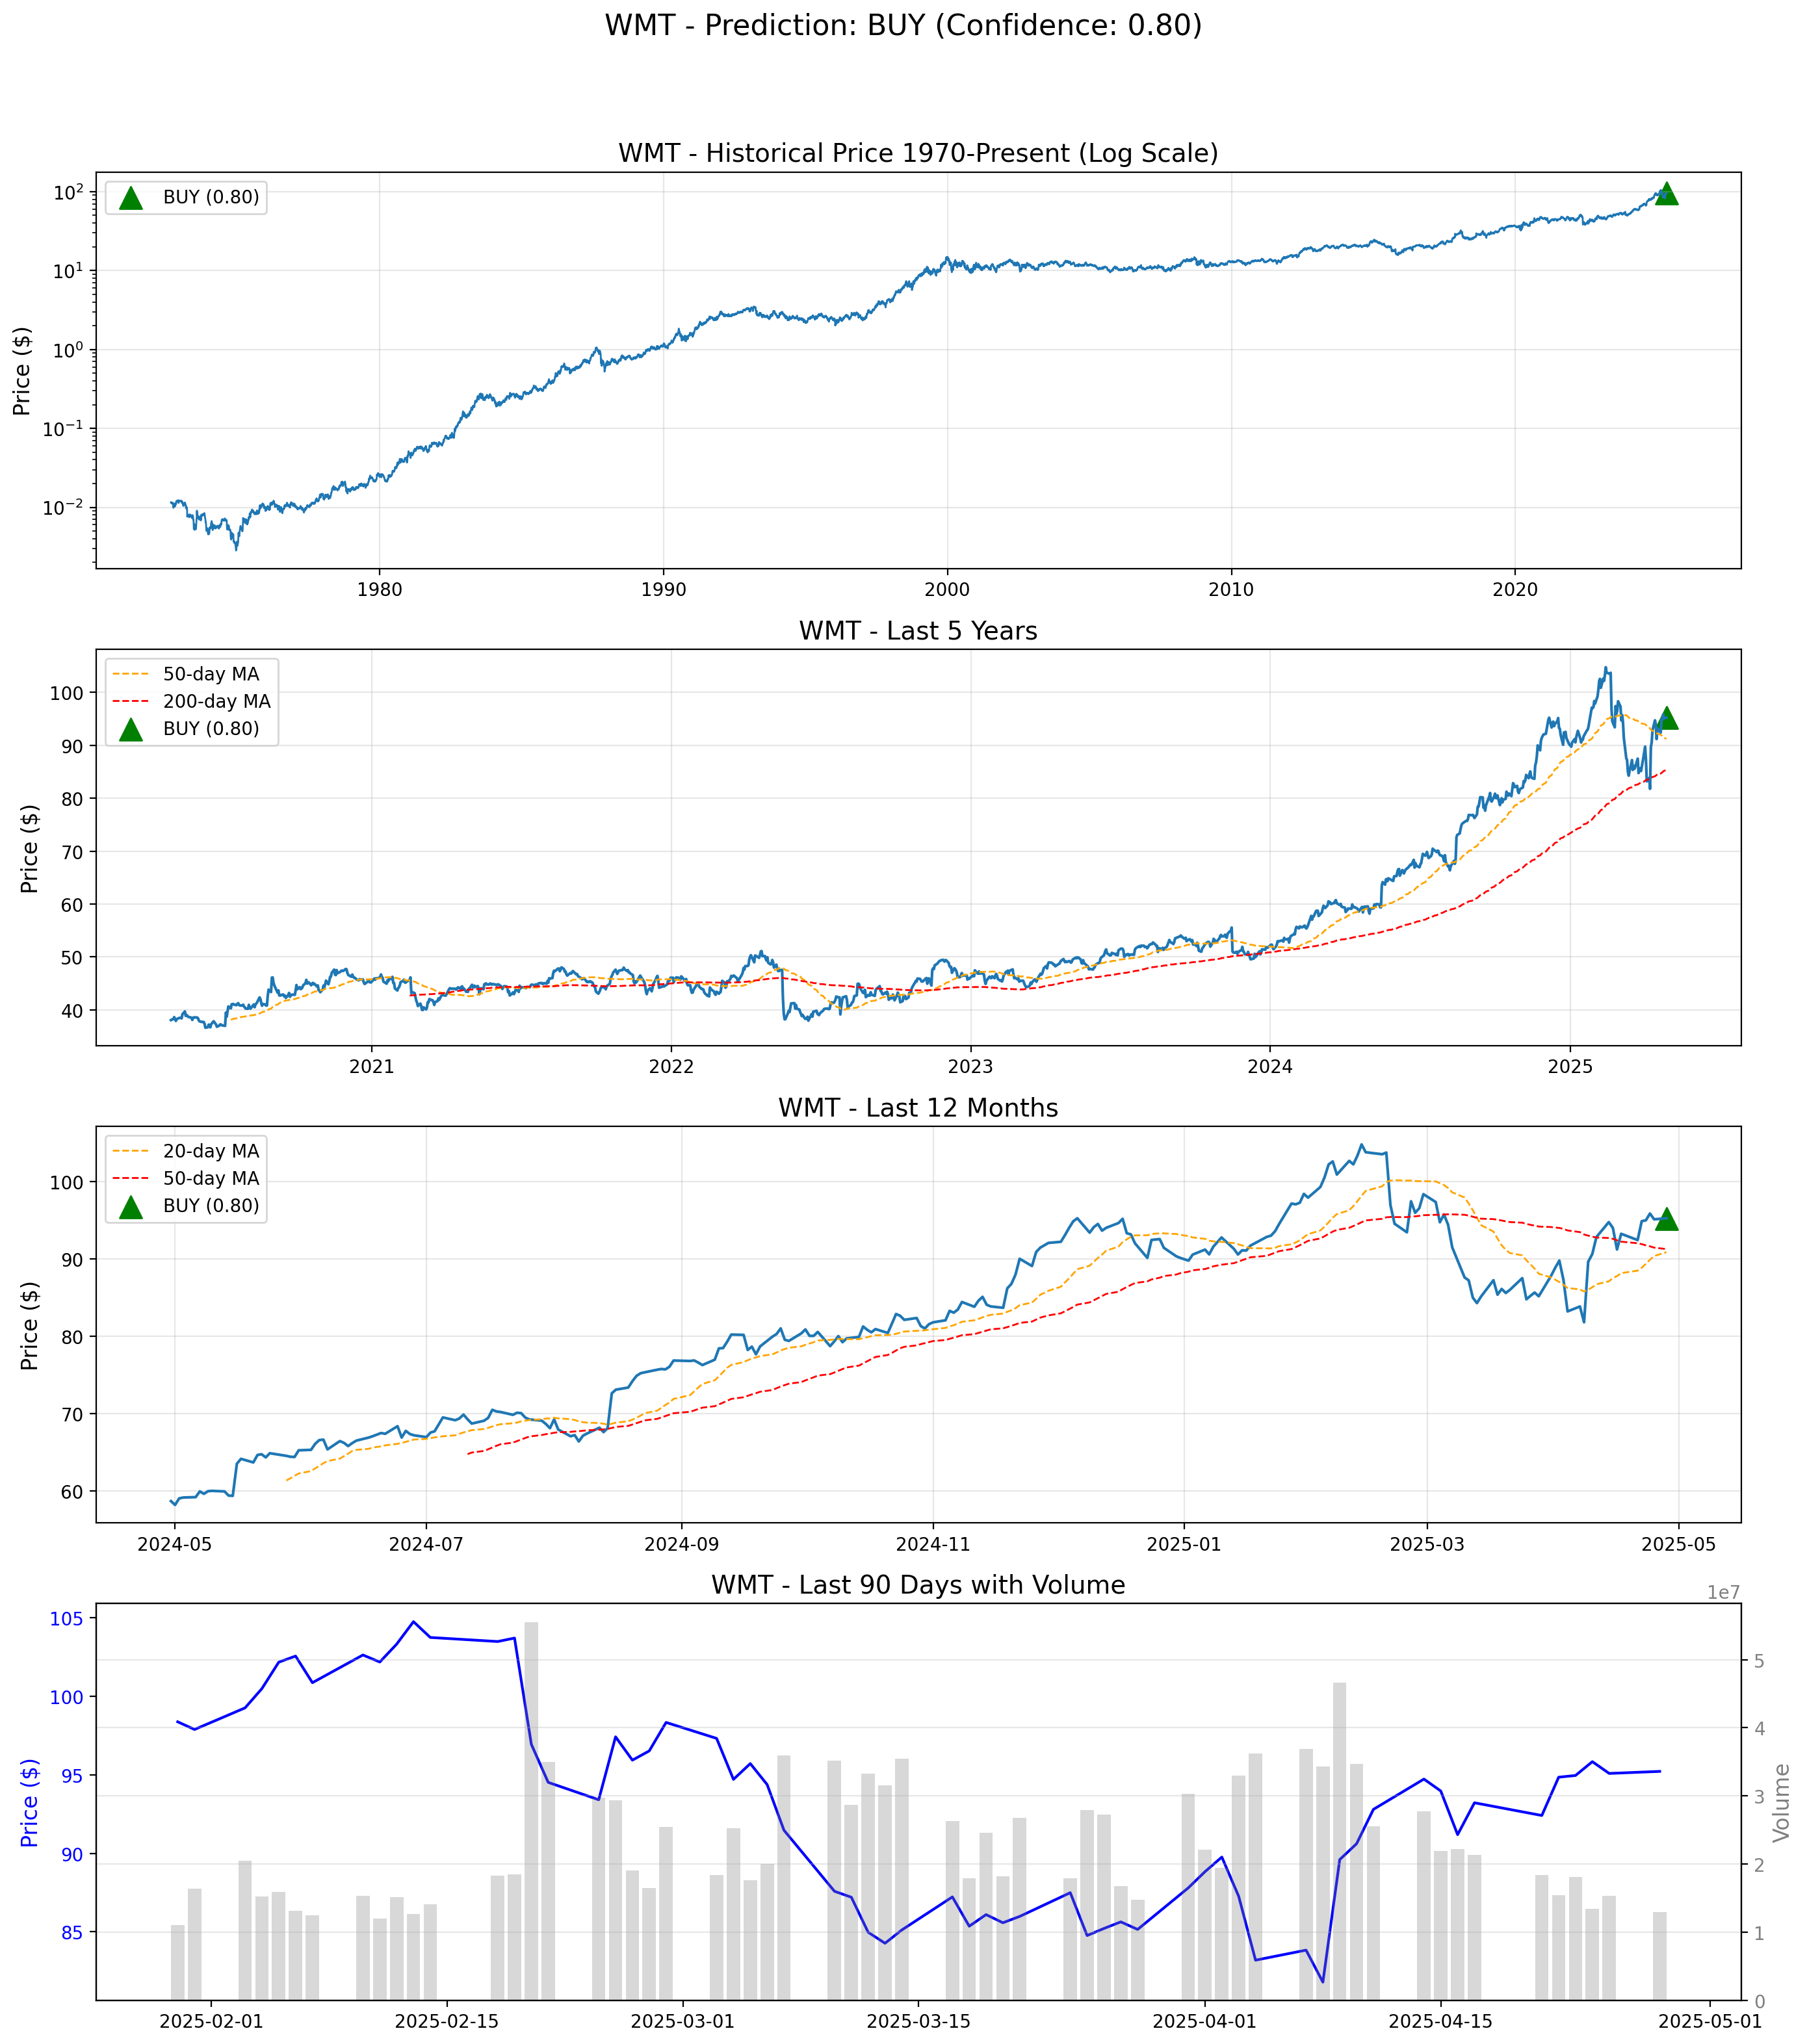 WMT - Prediction: BUY (Confidence: 0.80)
WMT - Historical Price 1970-Present (Log Scale)
BUY (0.80)
Price ($)
10²
10¹
10⁰
10⁻¹
10⁻²
1980 1990 2000 2010 2020
WMT - Last 5 Years
50-day MA
200-day MA
BUY (0.80)
Price ($)
100
90
80
70
60
50
40
2021 2022 2023 2024 2025
WMT - Last 12 Months
20-day MA
50-day MA
BUY (0.80)
Price ($)
100
90
80
70
60
2024-05 2024-07 2024-09 2024-11 2025-01 2025-03 2025-05
WMT - Last 90 Days with Volume
1e7
Price ($)
105
100
95
90
85
5
4
3
2
1
0
Volume
2025-02-01 2025-02-15 2025-03-01 2025-03-15 2025-04-01 2025-04-15 2025-05-01